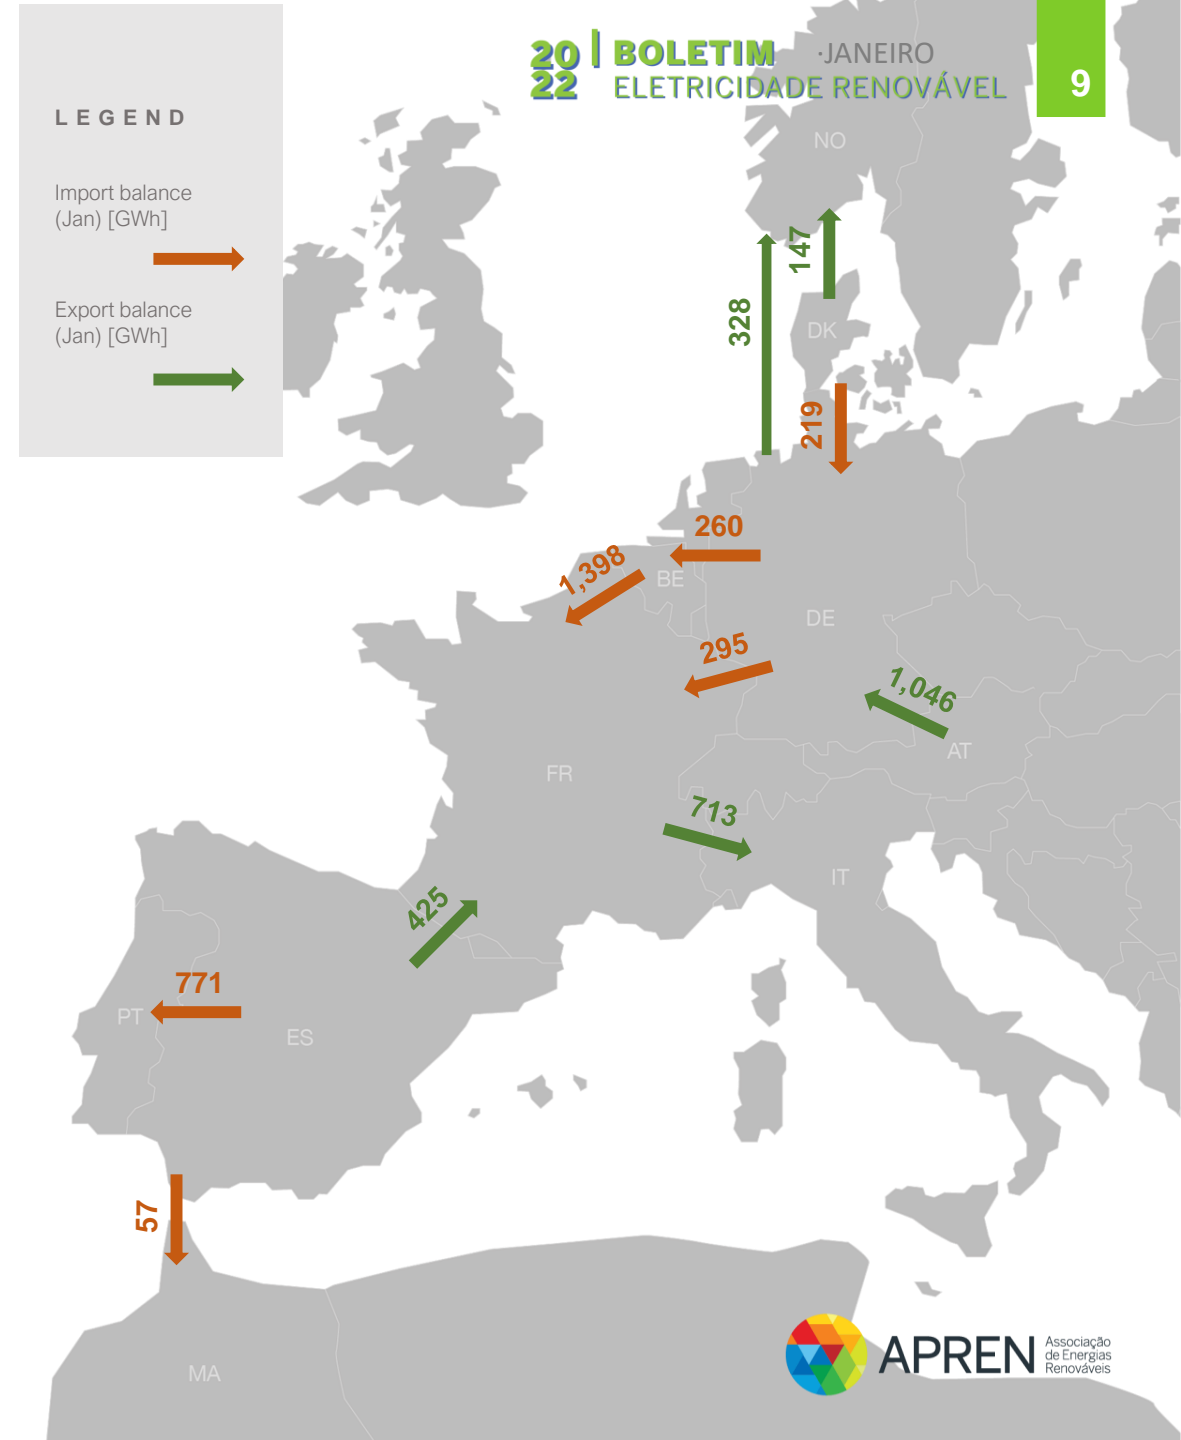 20
22
BOLETIM ·JANEIRO
ELETRICIDADE RENOVÁVEL
9
LEGEND
Import balance
(Jan) [GWh]
Export balance
(Jan) [GWh]
NO
147
328
DK
219
260
1,398
BE
DE
295
1,046
AT
FR
713
IT
425
771
PT
ES
57
MA
APREN
Associação
de Energias
Renováveis